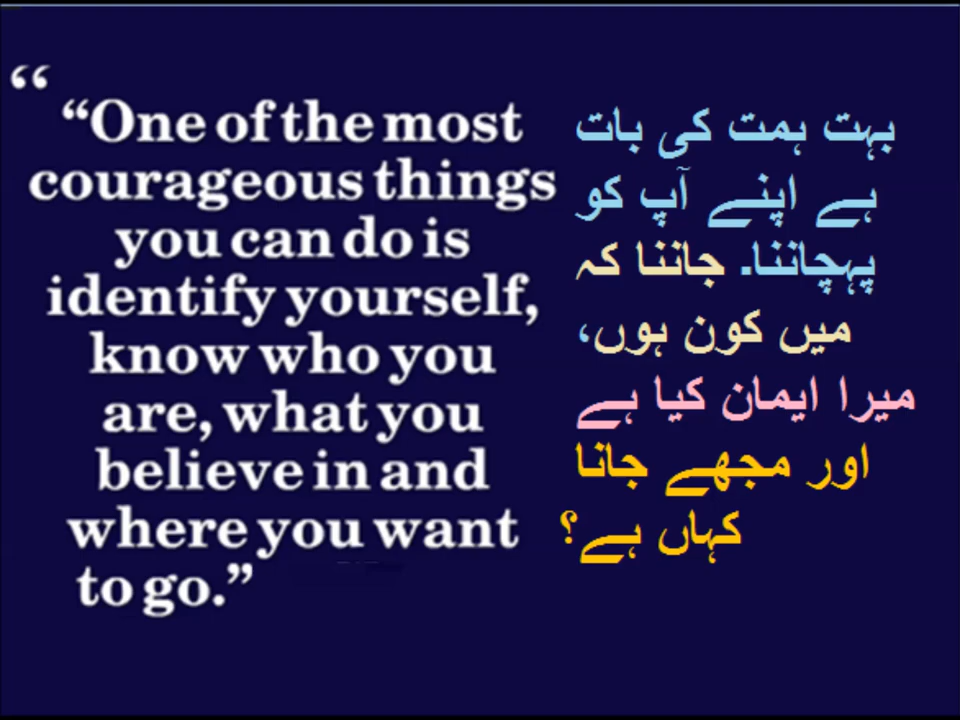 “
“One of the most
courageous things
you can do is
identify yourself,
know who you
are, what you
believe in and
where you want
to go.”
بہت ہمت کی بات
ہے اپنے آپ کو
پہچاننا۔ جاننا کہ
میں کون ہوں،
میرا ایمان کیا ہے
اور مجھے جانا
کہاں ہے؟